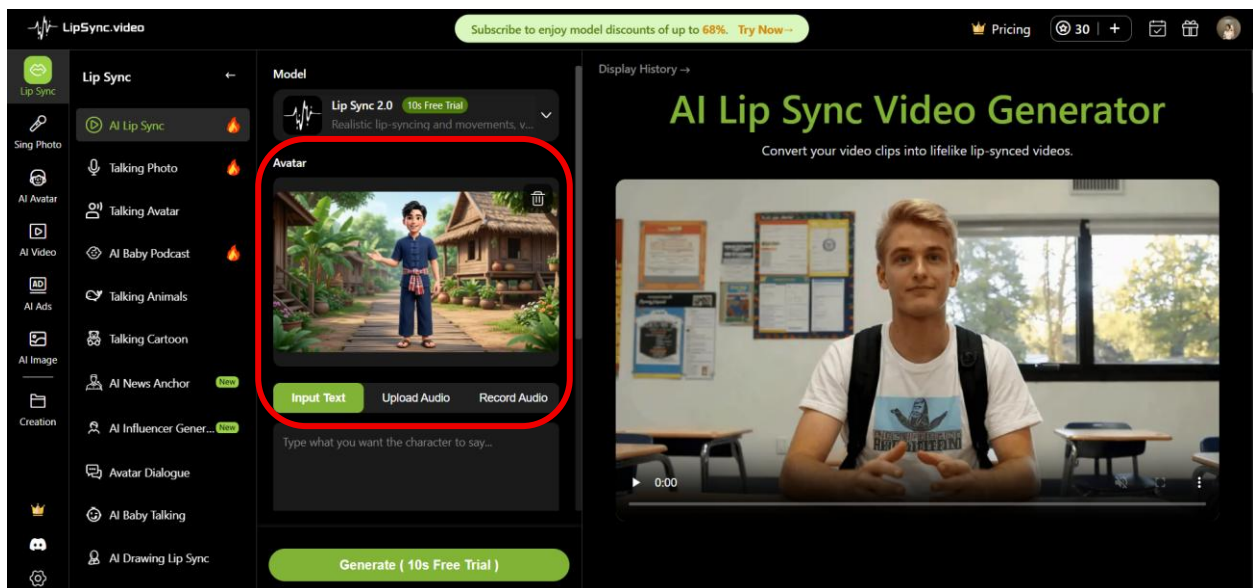 LipSync.video
Subscribe to enjoy model discounts of up to 68%. Try Now→
Pricing
30 | +
Lip Sync
Sing Photo
AI Avatar
AI Video
AD
AI Ads
AI Image
Creation
Lip Sync ←
AI Lip Sync
Talking Photo
Talking Avatar
AI Baby Podcast
Talking Animals
Talking Cartoon
AI News Anchor New
AI Influencer Gener... New
Avatar Dialogue
AI Baby Talking
AI Drawing Lip Sync
Model
Lip Sync 2.0 10s Free Trial
Realistic lip-syncing and movements, v...
Avatar
Input Text Upload Audio Record Audio
Type what you want the character to say...
Generate ( 10s Free Trial )
Display History →
AI Lip Sync Video Generator
Convert your video clips into lifelike lip-synced videos.
0:00